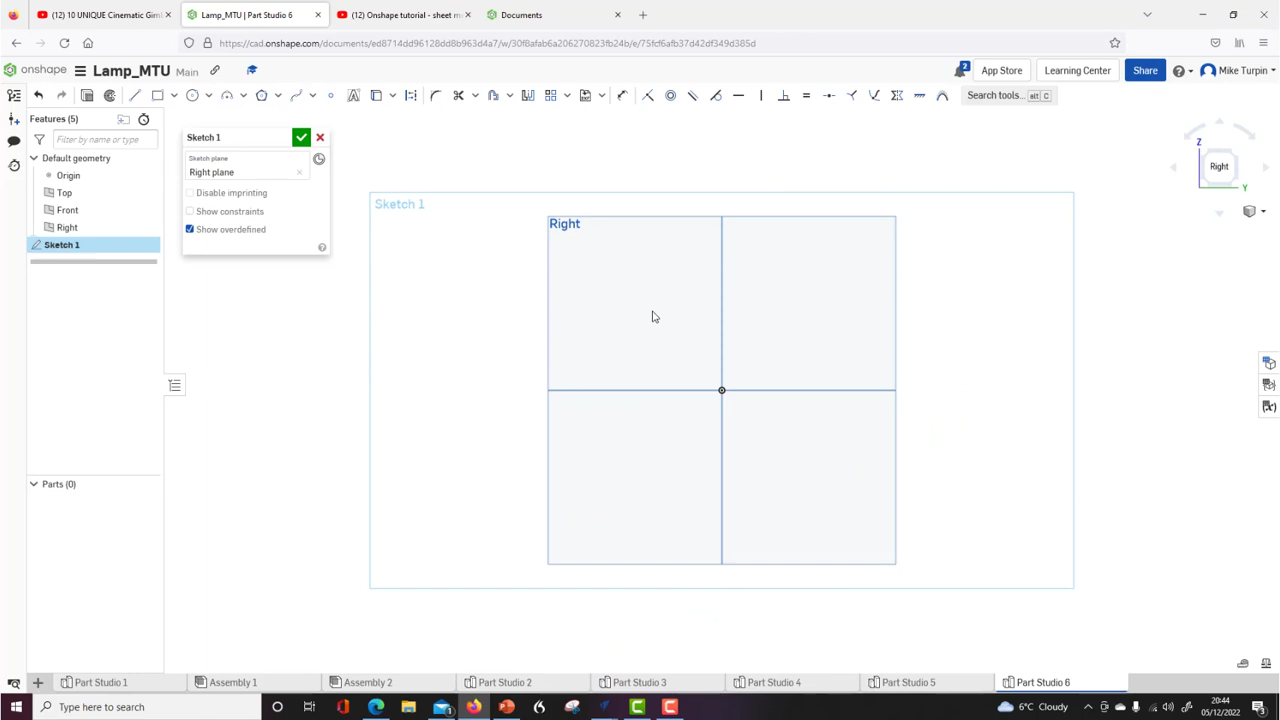 (12) 10 UNIQUE Cinematic Giml
Lamp_MTU | Part Studio 6
(12) Onshape tutorial - sheet m
Documents
https://cad.onshape.com/documents/ed8714dd96128dd8b963d4a7/w/30f8afab6a206270823fb24b/e/75fcf6afb37d42df349d385d
onshape
Lamp_MTU
Main
2
App Store
Learning Center
Share
Mike Turpin
Search tools...
alt
C
Features (5)
Filter by name or type
Default geometry
Origin
Top
Front
Right
Sketch 1
Parts (0)
Sketch 1
Sketch plane
Right plane
Disable imprinting
Show constraints
Show overdefined
Sketch 1
Right
Z
Right
Y
(x)
Part Studio 1
Assembly 1
Assembly 2
Part Studio 2
Part Studio 3
Part Studio 4
Part Studio 5
Part Studio 6
Type here to search
6°C Cloudy
20:44
05/12/2022